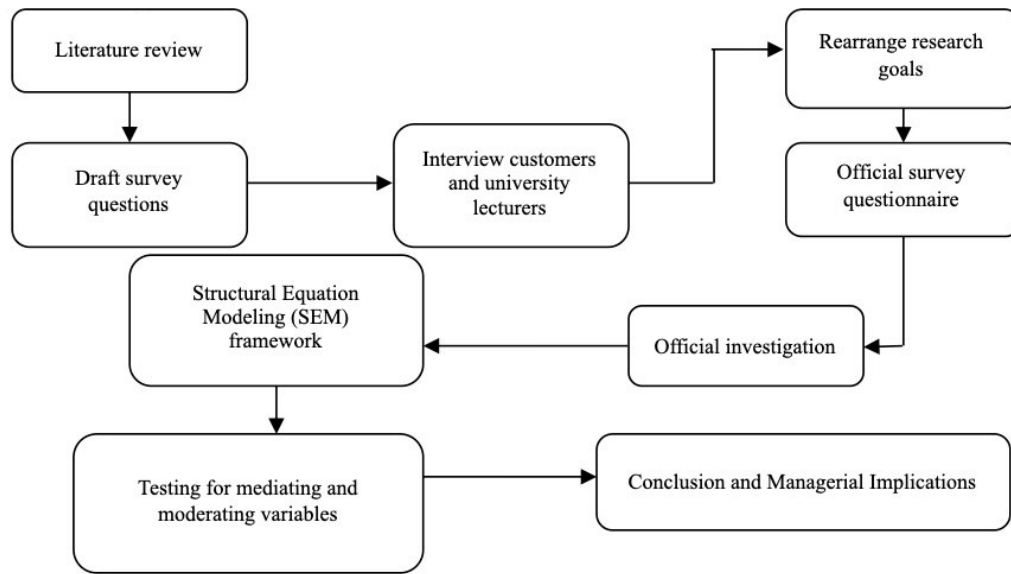 Literature review
Draft survey
questions
Interview customers
and university
lecturers
Rearrange research
goals
Official survey
questionnaire
Official investigation
Structural Equation
Modeling (SEM)
framework
Testing for mediating and
moderating variables
Conclusion and Managerial Implications